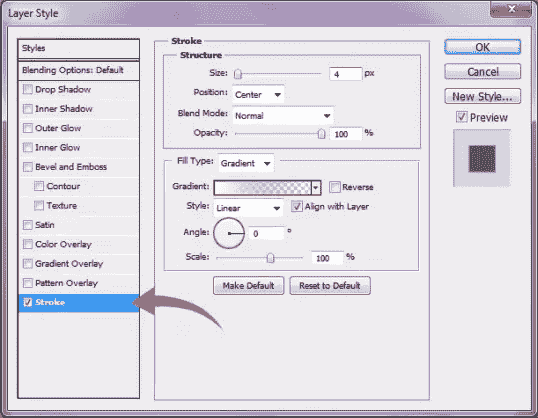 Layer Style
Styles
Blending Options: Default
Drop Shadow
Inner Shadow
Outer Glow
Inner Glow
Bevel and Emboss
Contour
Texture
Satin
Color Overlay
Gradient Overlay
Pattern Overlay
Stroke
Stroke
Structure
Size: 4 px
Position: Center
Blend Mode: Normal
Opacity: 100 %
Fill Type: Gradient
Gradient: Reverse
Style: Linear Align with Layer
Angle: 0 °
Scale: 100 %
Make Default Reset to Default
OK
Cancel
New Style...
Preview